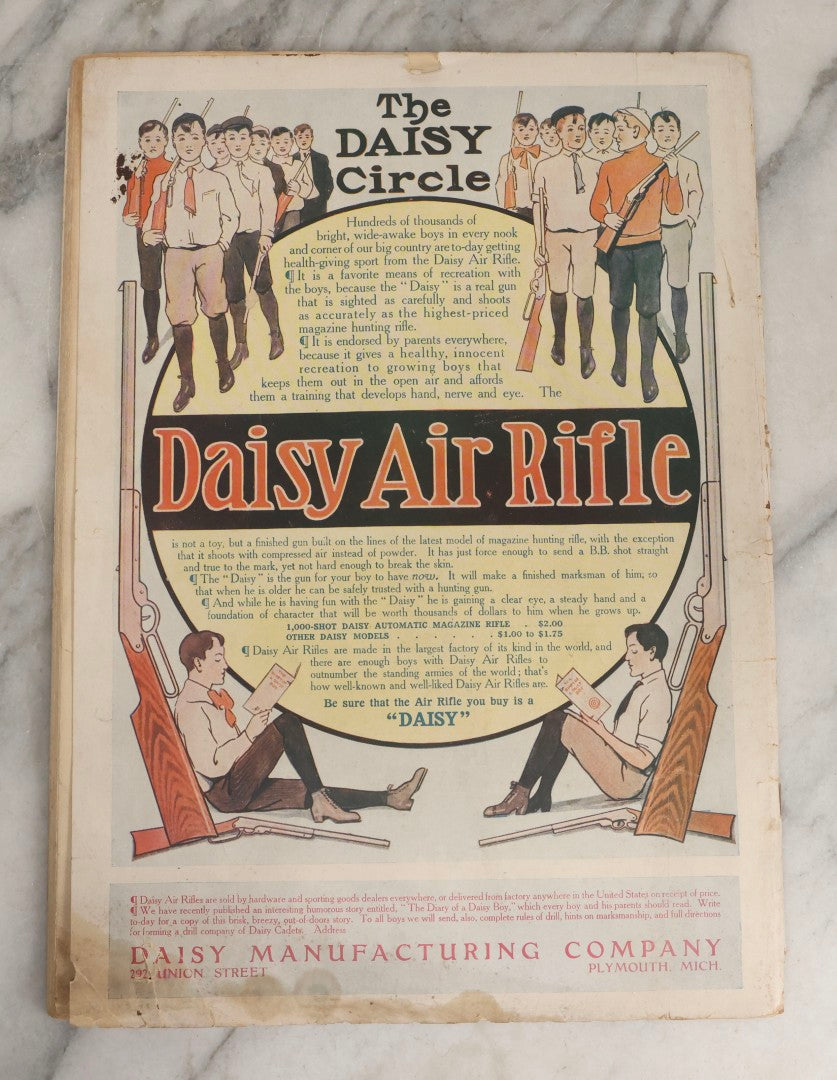 The
DAISY
Circle
Hundreds of thousands of
bright, wide-awake boys in every nook
and corner of our big country are to-day getting
health-giving sport from the Daisy Air Rifle.
¶ It is a favorite means of recreation with
the boys, because the "Daisy" is a real gun
that is sighted as carefully and shoots
as accurately as the highest-priced
magazine hunting rifle.
¶ It is endorsed by parents everywhere,
because it gives a healthy, innocent
recreation to growing boys that
keeps them out in the open air and affords
them a training that develops hand, nerve and eye. The
Daisy Air Rifle
is not a toy, but a finished gun built on the lines of the latest model of magazine hunting rifle, with the exception
that it shoots with compressed air instead of powder. It has just force enough to send a B.B. shot straight
and true to the mark, yet not hard enough to break the skin.
¶ The "Daisy" is the gun for your boy to have now. It will make a finished marksman of him; so
that when he is older he can be safely trusted with a hunting gun.
¶ And while he is having fun with the "Daisy" he is gaining a clear eye, a steady hand and a
foundation of character that will be worth thousands of dollars to him when he grows up.
1,000-SHOT DAISY AUTOMATIC MAGAZINE RIFLE . $2.00
OTHER DAISY MODELS . . . . . . . $1.00 to $1.75
¶ Daisy Air Rifles are made in the largest factory of its kind in the world, and
there are enough boys with Daisy Air Rifles to
outnumber the standing armies of the world; that's
how well-known and well-liked Daisy Air Rifles are.
Be sure that the Air Rifle you buy is a
"DAISY"
¶ Daisy Air Rifles are sold by hardware and sporting goods dealers everywhere, or delivered from factory anywhere in the United States on receipt of price.
¶ We have recently published an interesting humorous story entitled, "The Diary of a Daisy Boy," which every boy and his parents should read. Write
to-day for a copy of this brisk, breezy, out-of-doors story. To all boys we will send, also, complete rules of drill, hints on marksmanship, and full directions
for forming a drill company of Daisy Cadets. Address
DAISY MANUFACTURING COMPANY
292 UNION STREET PLYMOUTH, MICH.